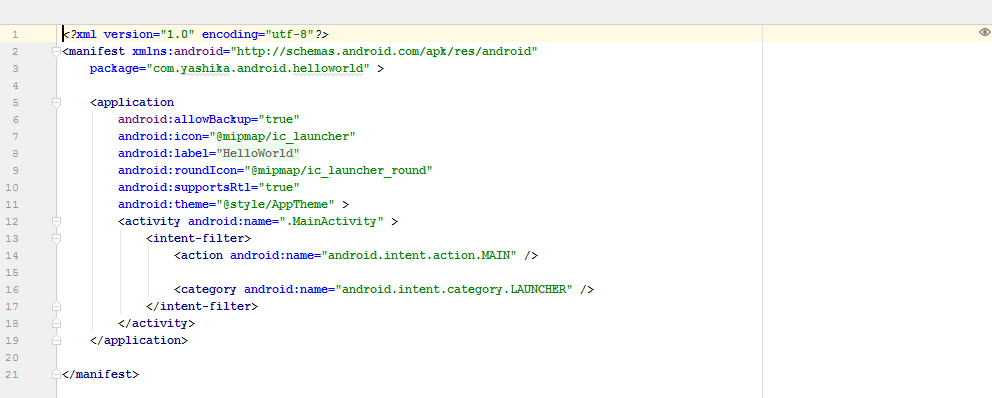 1 <?xml version="1.0" encoding="utf-8"?>
2 <manifest xmlns:android="http://schemas.android.com/apk/res/android"
3     package="com.yashika.android.helloworld" >
4
5     <application
6         android:allowBackup="true"
7         android:icon="@mipmap/ic_launcher"
8         android:label="HelloWorld"
9         android:roundIcon="@mipmap/ic_launcher_round"
10         android:supportsRtl="true"
11         android:theme="@style/AppTheme" >
12         <activity android:name=".MainActivity" >
13             <intent-filter>
14                 <action android:name="android.intent.action.MAIN" />
15
16                 <category android:name="android.intent.category.LAUNCHER" />
17             </intent-filter>
18         </activity>
19     </application>
20
21 </manifest>